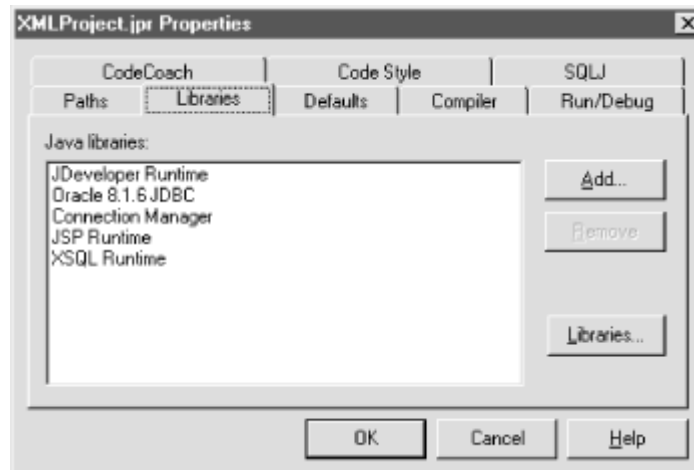 XMLProject.jpr Properties
CodeCoach Code Style SQLJ
Paths Libraries Defaults Compiler Run/Debug
Java libraries:
JDeveloper Runtime
Oracle 8.1.6 JDBC
Connection Manager
JSP Runtime
XSQL Runtime
Add...
Remove
Libraries...
OK Cancel Help